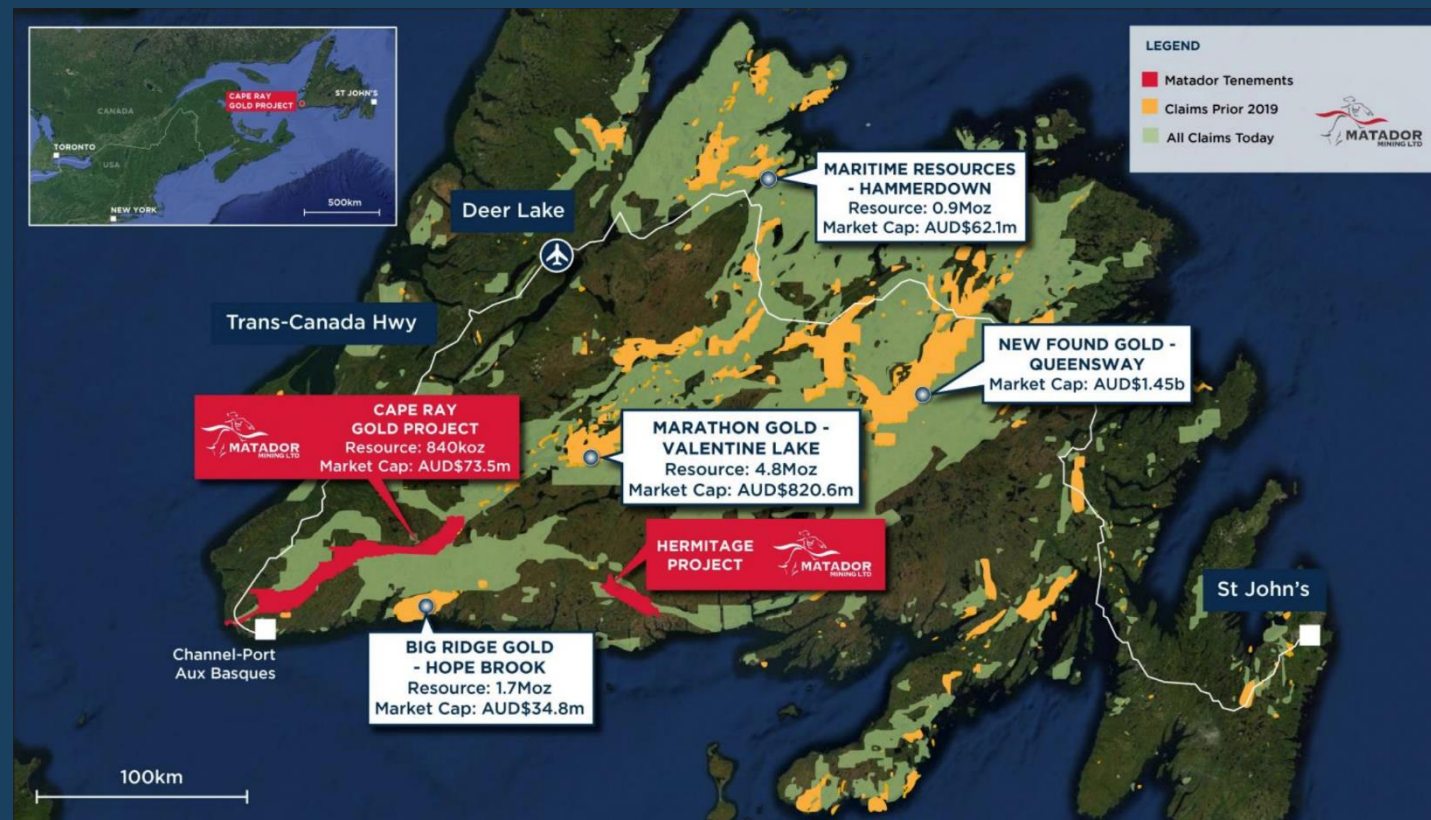 CANADA
CAPE RAY
GOLD PROJECT
ST JOHN'S
TORONTO
USA
NEW YORK
500km
LEGEND
Matador Tenements
Claims Prior 2019
All Claims Today
MATADOR
MINING LTD
MARITIME RESOURCES
- HAMMERDOWN
Resource: 0.9Moz
Market Cap: AUD$62.1m
Deer Lake
Trans-Canada Hwy
NEW FOUND GOLD -
QUEENSWAY
Market Cap: AUD$1.45b
MATADOR
MINING LTD
CAPE RAY
GOLD PROJECT
Resource: 840koz
Market Cap: AUD$73.5m
MARATHON GOLD -
VALENTINE LAKE
Resource: 4.8Moz
Market Cap: AUD$820.6m
HERMITAGE
PROJECT
MATADOR
MINING LTD
St John's
Channel-Port
Aux Basques
BIG RIDGE GOLD
- HOPE BROOK
Resource: 1.7Moz
Market Cap: AUD$34.8m
100km